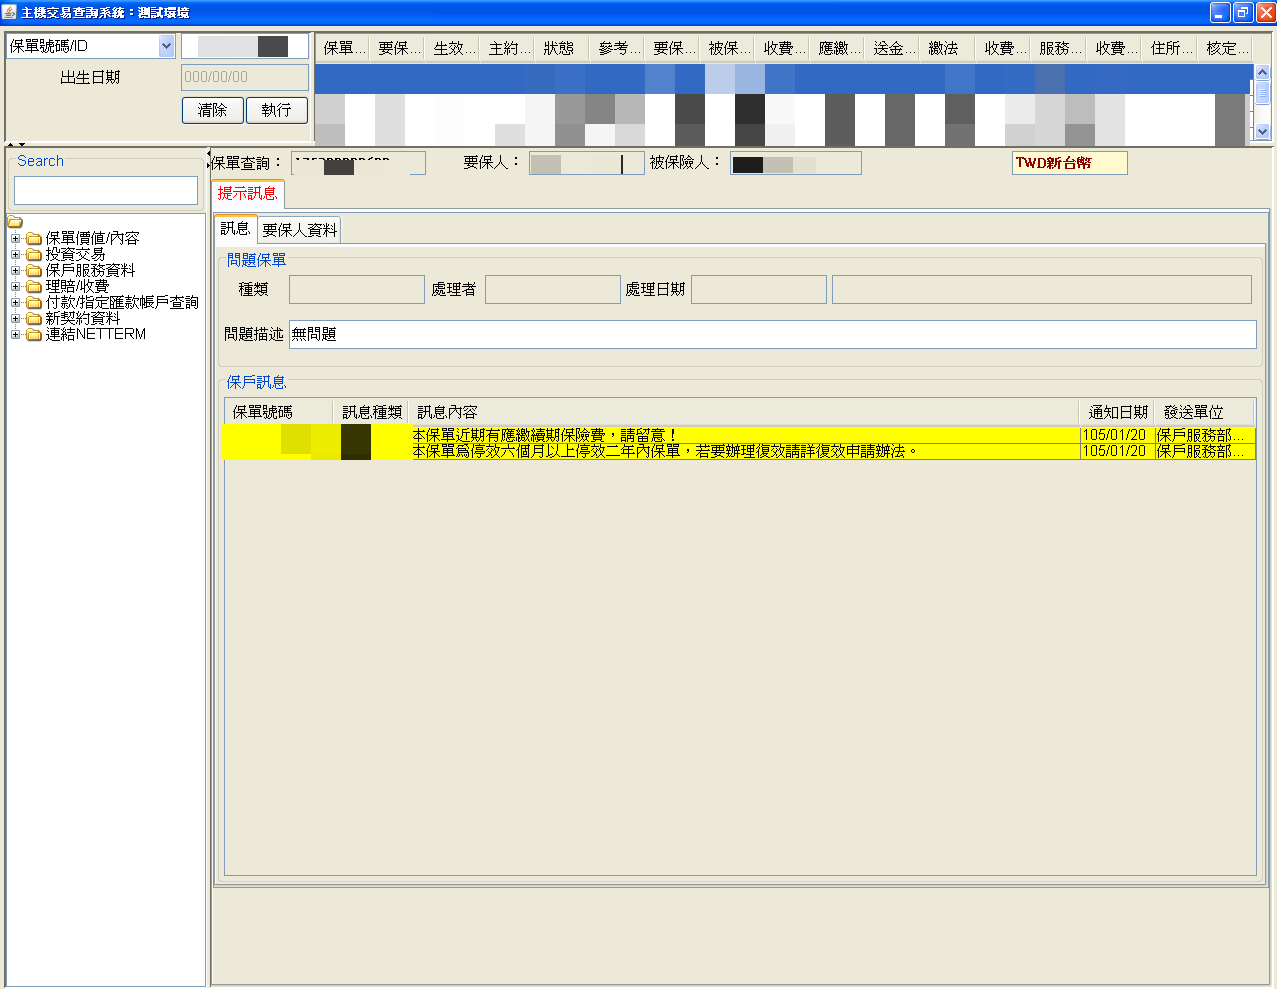 主機交易查詢系統：測試環境
保單號碼/ID
出生日期 000/00/00
清除 執行
保單... 要保... 生效... 主約... 狀態 參考... 要保... 被保... 收費... 應繳... 送金... 繳法 收費... 服務... 收費... 住所... 核定...
Search
保單價值/內容
投資交易
保戶服務資料
理賠/收費
付款/指定匯款帳戶查詢
新契約資料
連結NETTERM
保單查詢： 要保人： 被保險人： TWD新台幣
提示訊息
訊息 要保人資料
問題保單
種類 處理者 處理日期
問題描述 無問題
保戶訊息
保單號碼 訊息種類 訊息內容 通知日期 發送單位
本保單近期有應繳續期保險費，請留意！ 105/01/20 保戶服務部...
本保單為停效六個月以上停效二年內保單，若要辦理復效請詳復效申請辦法。 105/01/20 保戶服務部...